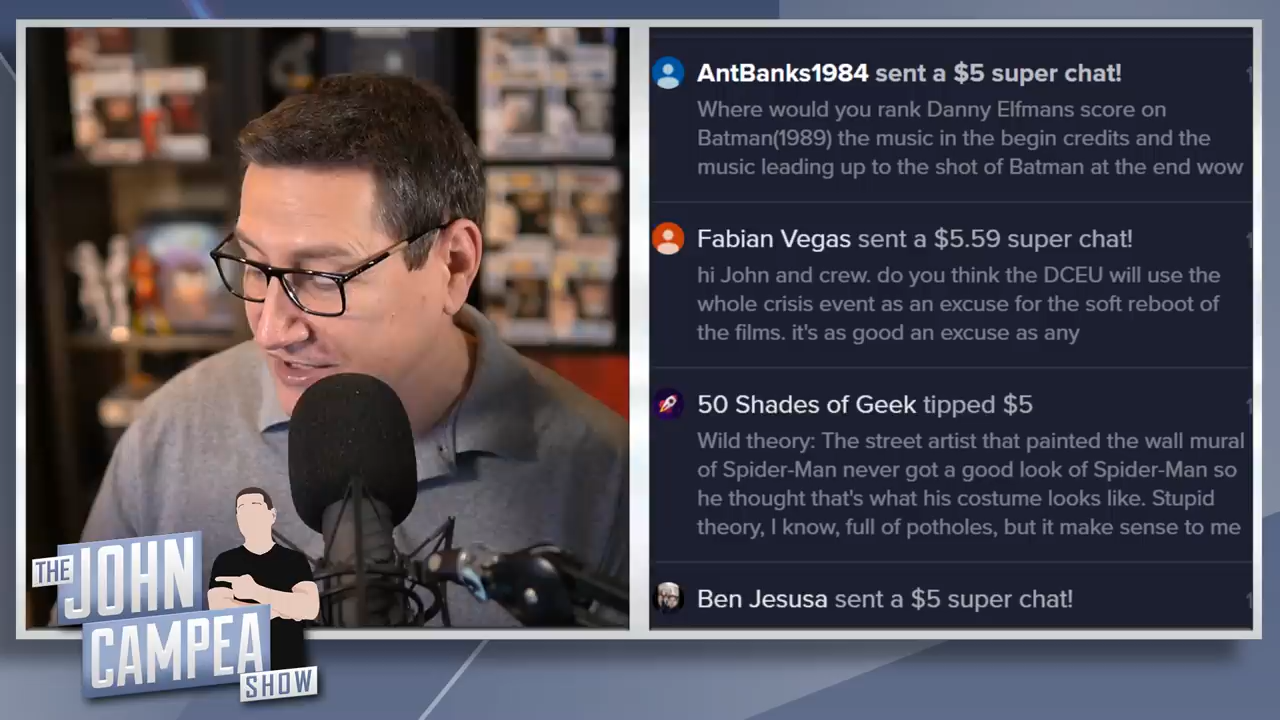 AntBanks1984 sent a $5 super chat!
Where would you rank Danny Elfmans score on
Batman(1989) the music in the begin credits and the
music leading up to the shot of Batman at the end wow
Fabian Vegas sent a $5.59 super chat!
hi John and crew. do you think the DCEU will use the
whole crisis event as an excuse for the soft reboot of
the films. it's as good an excuse as any
50 Shades of Geek tipped $5
Wild theory: The street artist that painted the wall mural
of Spider-Man never got a good look of Spider-Man so
he thought that's what his costume looks like. Stupid
theory, I know, full of potholes, but it make sense to me
Ben Jesusa sent a $5 super chat!
THE
JOHN
CAMPEA
SHOW